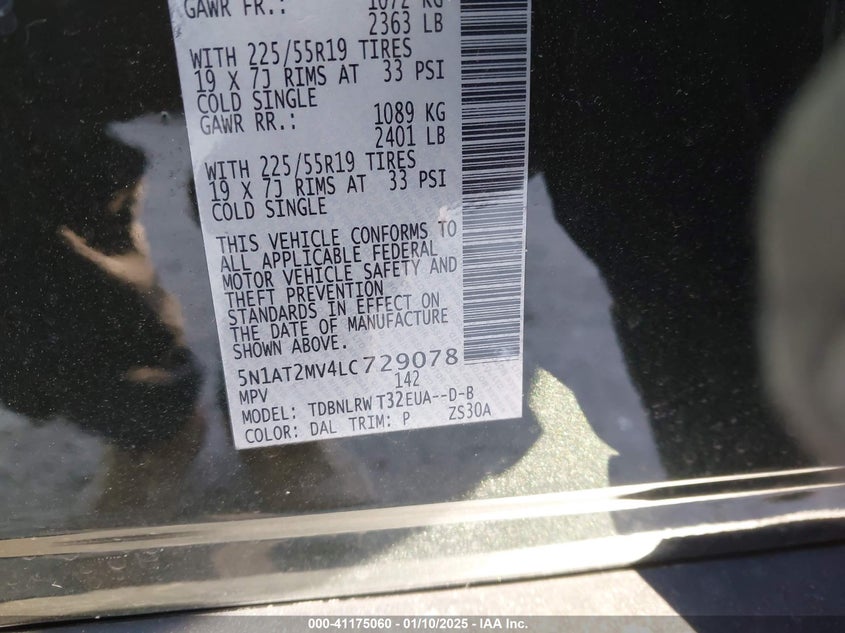 GAWR FR.: 1072 KG
2363 LB
WITH 225/55R19 TIRES
19 X 7J RIMS AT 33 PSI
COLD SINGLE
GAWR RR.: 1089 KG
2401 LB
WITH 225/55R19 TIRES
19 X 7J RIMS AT 33 PSI
COLD SINGLE
THIS VEHICLE CONFORMS TO
ALL APPLICABLE FEDERAL
MOTOR VEHICLE SAFETY AND
THEFT PREVENTION
STANDARDS IN EFFECT ON
THE DATE OF MANUFACTURE
SHOWN ABOVE.
5N1AT2MV4LC729078
MPV 142
MODEL: TDBNLRWT32EUA--D-B
COLOR: DAL TRIM: P ZS30A
000-41175060 - 01/10/2025 - IAA Inc.